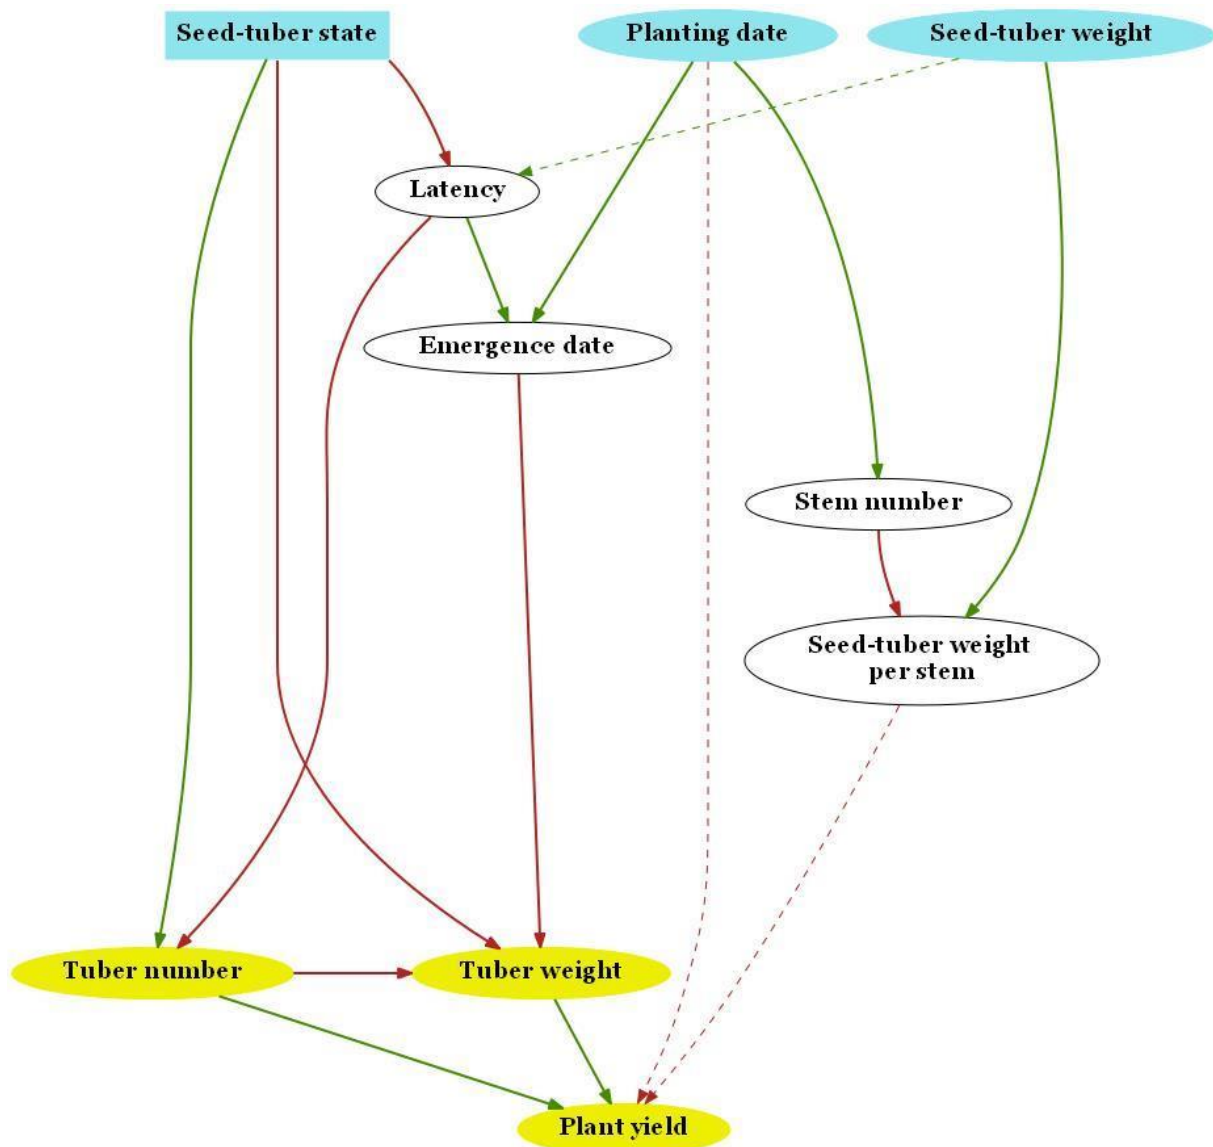 Seed-tuber state
Planting date
Seed-tuber weight
Latency
Emergence date
Stem number
Seed-tuber weight
per stem
Tuber number
Tuber weight
Plant yield